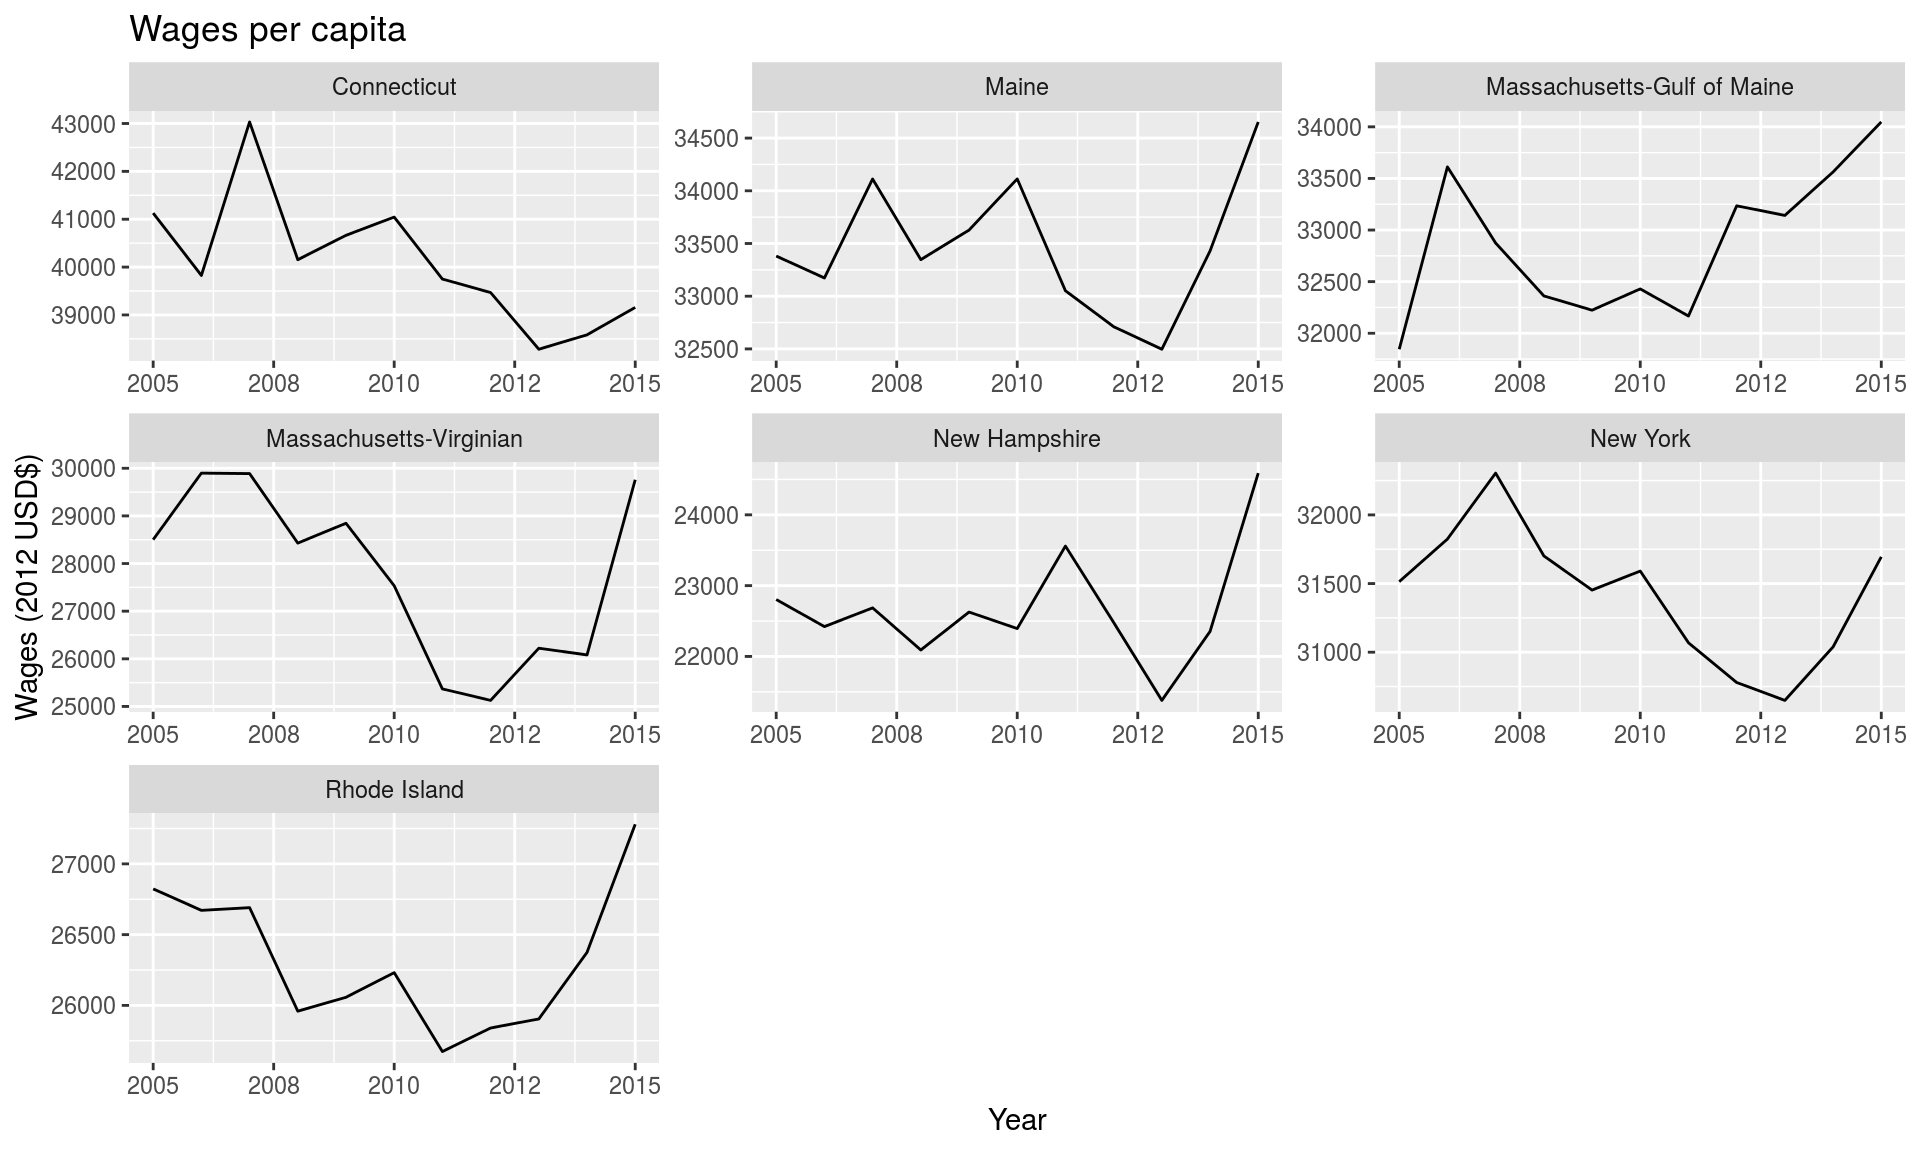 Wages per capita
Connecticut
Maine
Massachusetts-Gulf of Maine
43000
42000
41000
40000
39000
34500
34000
33500
33000
32500
34000
33500
33000
32500
32000
2005 2008 2010 2012 2015
2005 2008 2010 2012 2015
2005 2008 2010 2012 2015
Wages (2012 USD$)
Massachusetts-Virginian
New Hampshire
New York
30000
29000
28000
27000
26000
25000
24000
23000
22000
32000
31500
31000
2005 2008 2010 2012 2015
2005 2008 2010 2012 2015
2005 2008 2010 2012 2015
Rhode Island
27000
26500
26000
2005 2008 2010 2012 2015
Year